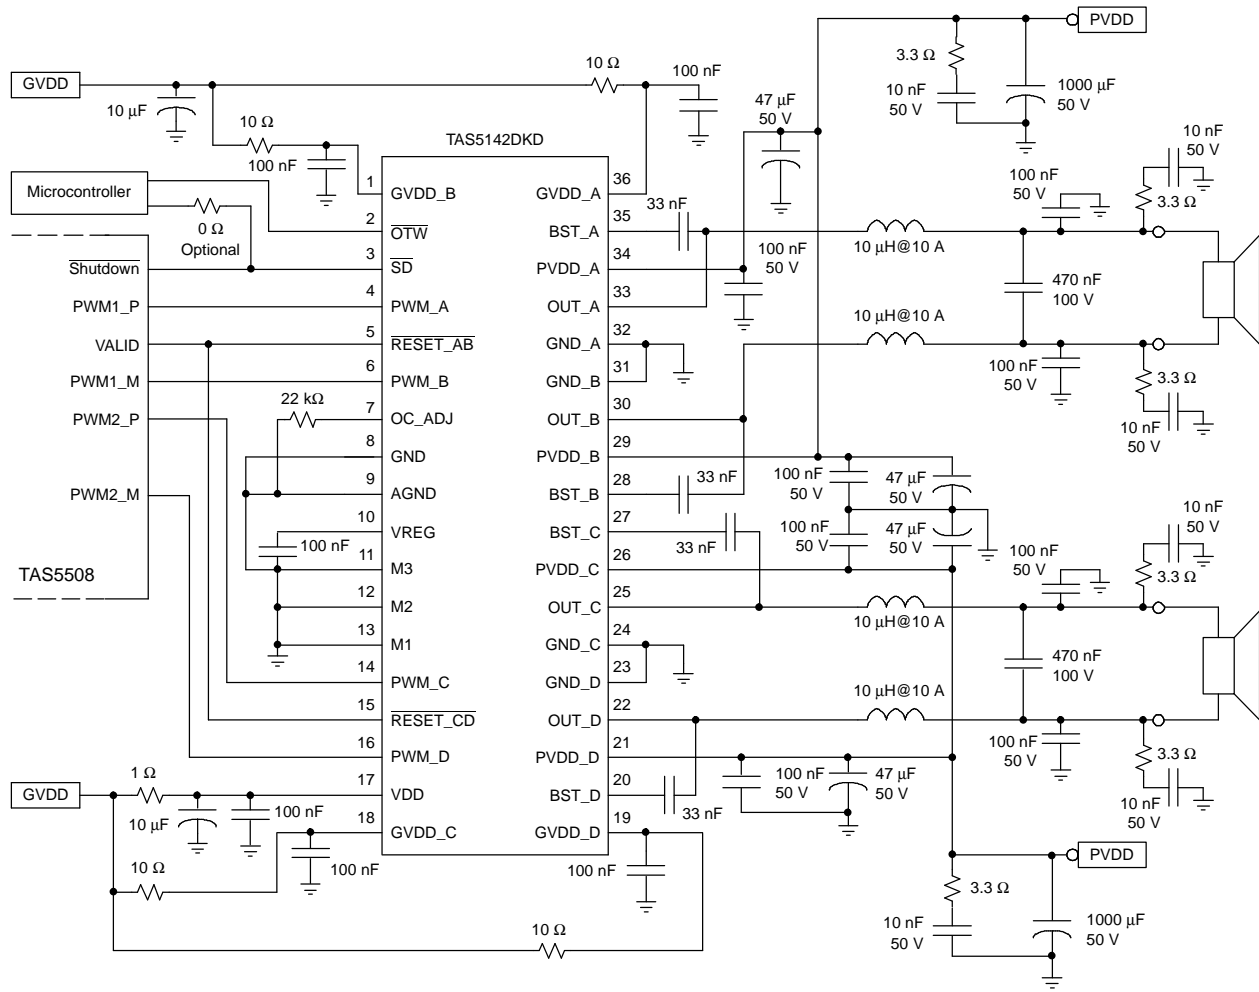 PVDD
3.3 Ω
10 nF
50 V
1000 µF
50 V
GVDD
10 µF
10 Ω
100 nF
10 Ω
100 nF
47 µF
50 V
TAS5142DKD
Microcontroller
0 Ω
Optional
Shutdown
PWM1_P
VALID
PWM1_M
PWM2_P
PWM2_M
TAS5508
22 kΩ
100 nF
1 GVDD_B
2 OTW
3 SD
4 PWM_A
5 RESET_AB
6 PWM_B
7 OC_ADJ
8 GND
9 AGND
10 VREG
11 M3
12 M2
13 M1
14 PWM_C
15 RESET_CD
16 PWM_D
17 VDD
18 GVDD_C
GVDD_A 36
BST_A 35
PVDD_A 34
OUT_A 33
GND_A 32
GND_B 31
OUT_B 30
PVDD_B 29
BST_B 28
BST_C 27
PVDD_C 26
OUT_C 25
GND_C 24
GND_D 23
OUT_D 22
PVDD_D 21
BST_D 20
GVDD_D 19
33 nF
100 nF
50 V
10 µH@10 A
10 µH@10 A
100 nF
50 V
10 nF
50 V
3.3 Ω
470 nF
100 V
100 nF
50 V
3.3 Ω
10 nF
50 V
33 nF
33 nF
100 nF
50 V
47 µF
50 V
100 nF
50 V
47 µF
50 V
10 µH@10 A
10 µH@10 A
100 nF
50 V
10 nF
50 V
3.3 Ω
470 nF
100 V
100 nF
50 V
3.3 Ω
10 nF
50 V
33 nF
100 nF
50 V
47 µF
50 V
GVDD
1 Ω
10 µF
100 nF
10 Ω
100 nF
10 Ω
100 nF
PVDD
3.3 Ω
10 nF
50 V
1000 µF
50 V